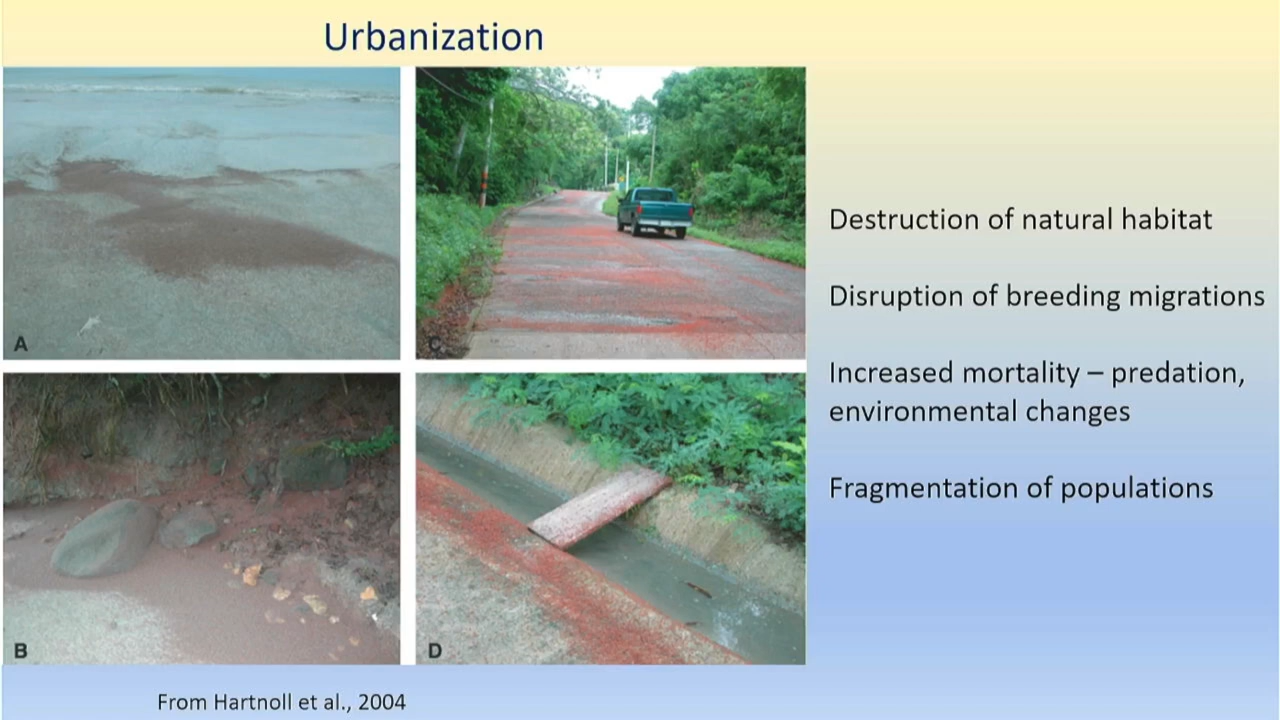 Urbanization
A
C
B
D
Destruction of natural habitat
Disruption of breeding migrations
Increased mortality – predation,
environmental changes
Fragmentation of populations
From Hartnoll et al., 2004